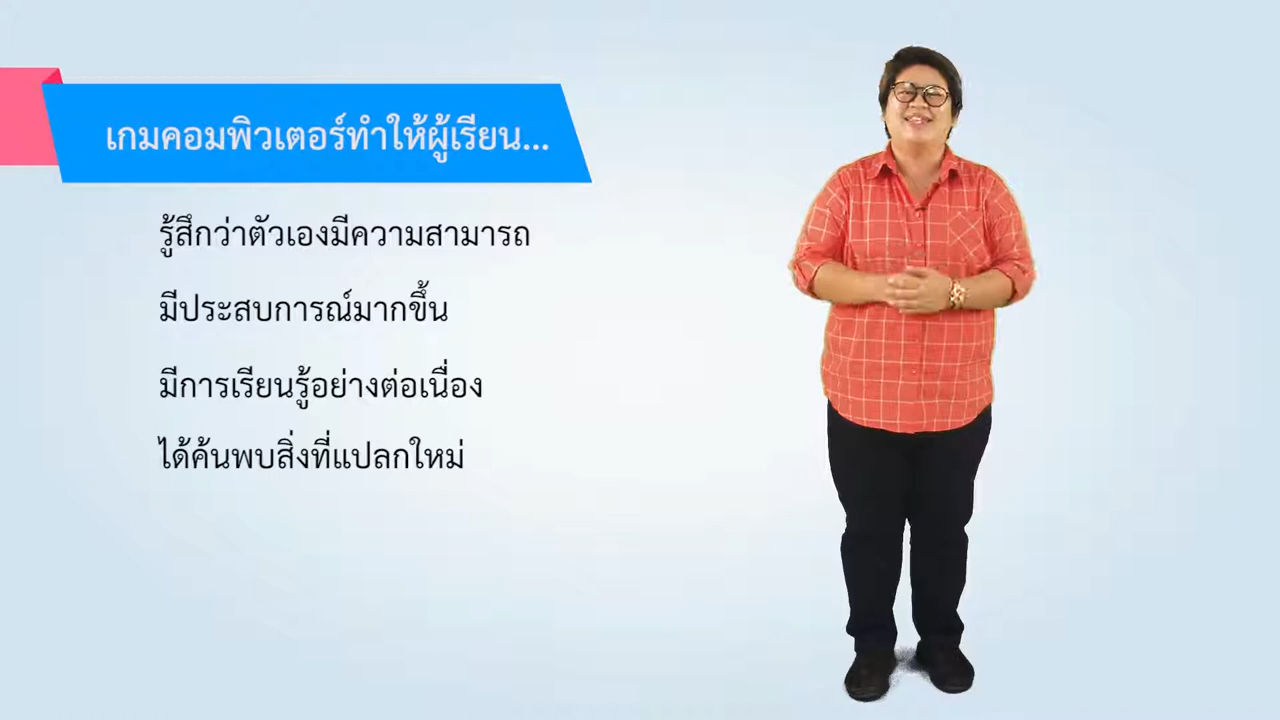 เกมคอมพิวเตอร์ทำให้ผู้เรียน...
รู้สึกว่าตัวเองมีความสามารถ
มีประสบการณ์มากขึ้น
มีการเรียนรู้อย่างต่อเนื่อง
ได้ค้นพบสิ่งที่แปลกใหม่